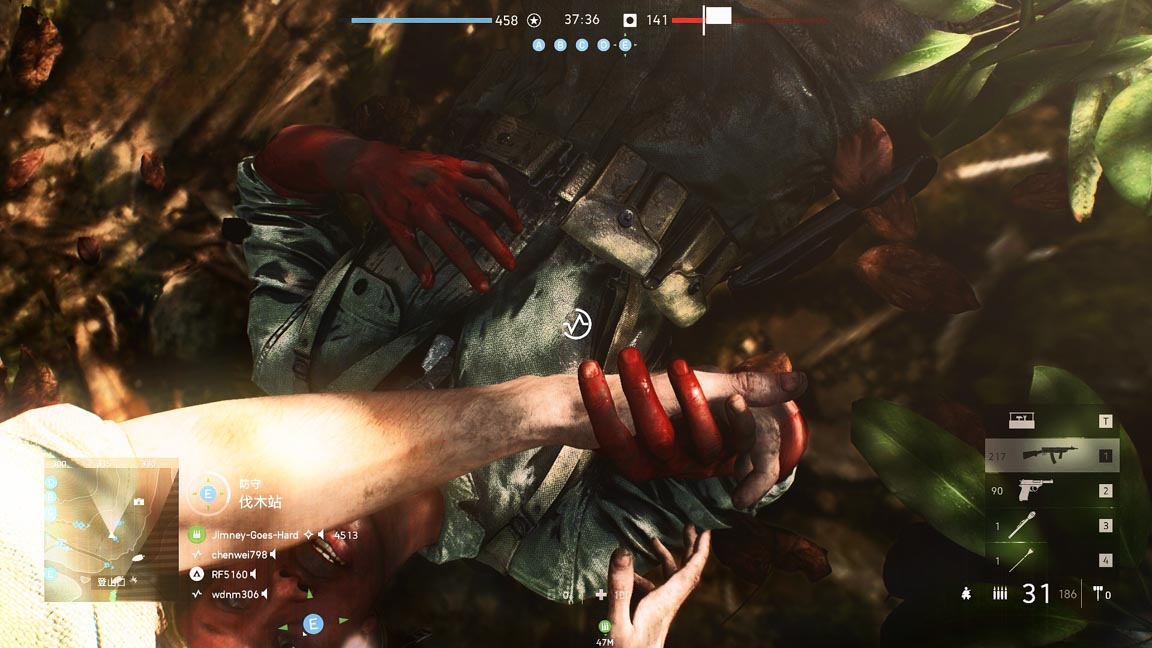 458 37:36 141
A B C D E
防守
E 伐木站
Jimney-Goes-Hard 4513
chenwei798
RF5160
wdnm306
登山口
E
47M
T
217 1
90 2
1 3
1 4
31 186 0